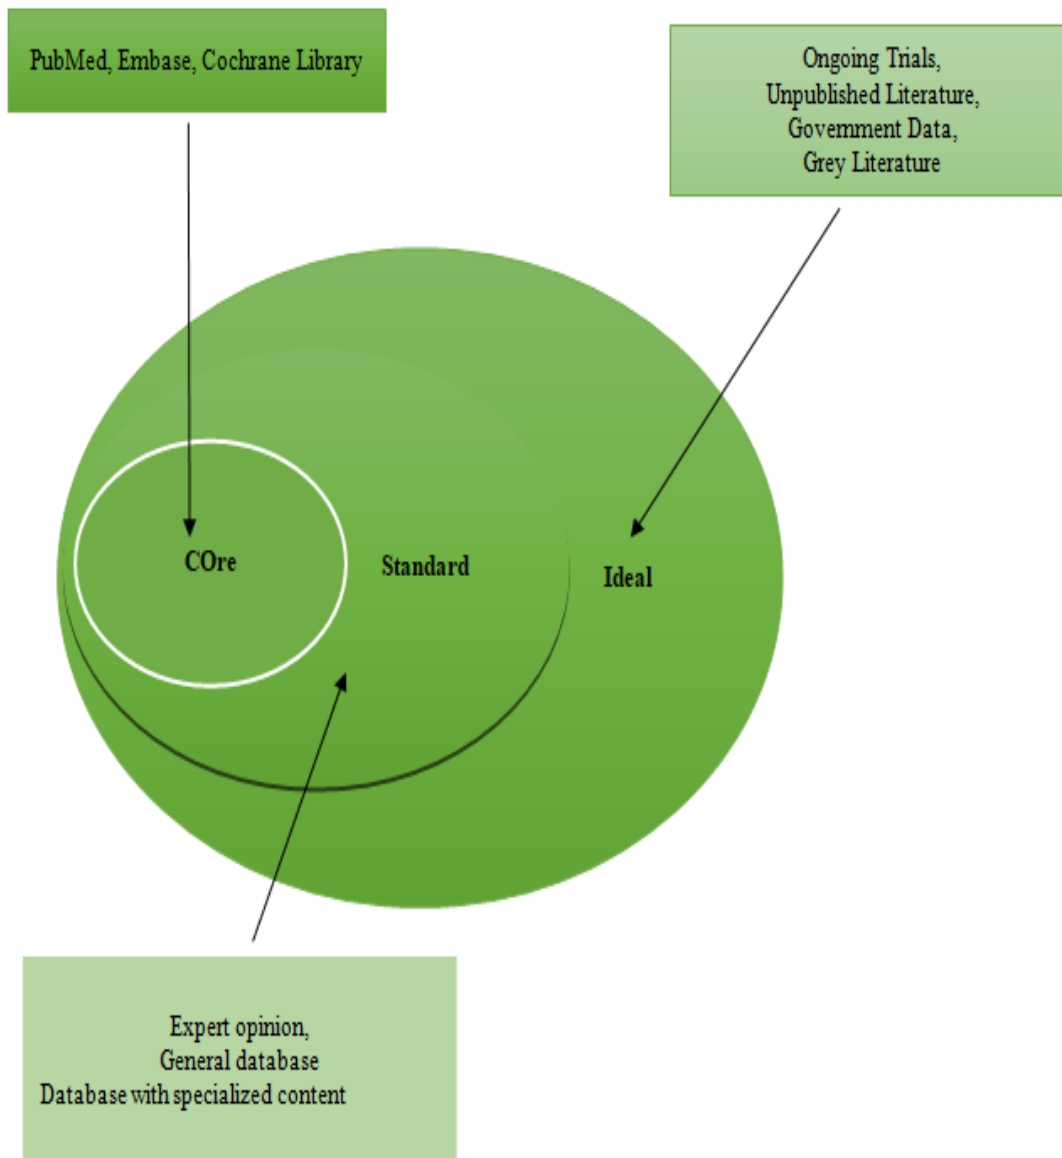 PubMed, Embase, Cochrane Library
Ongoing Trials,
Unpublished Literature,
Government Data,
Grey Literature
COre
Standard
Ideal
Expert opinion,
General database
Database with specialized content